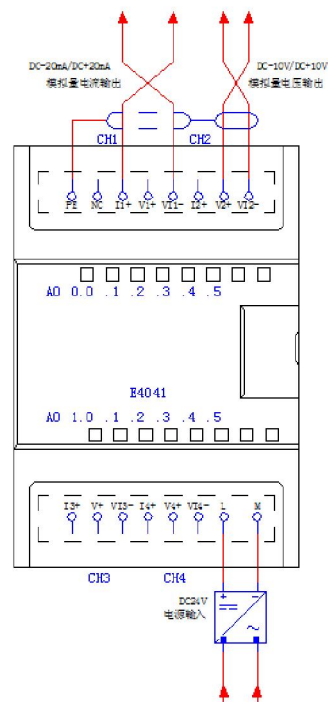 DC-20mA/DC+20mA
模拟量电流输出
DC-10V/DC+10V
模拟量电压输出
CH1
CH2
PE NC I1+ V1+ VI1- I2+ V2+ VI2-
AO 0.0 .1 .2 .3 .4 .5
E4041
AO 1.0 .1 .2 .3 .4 .5
I3+ V+ VI3- I4+ V4+ VI4- L M
CH3
CH4
DC24V
电源输入